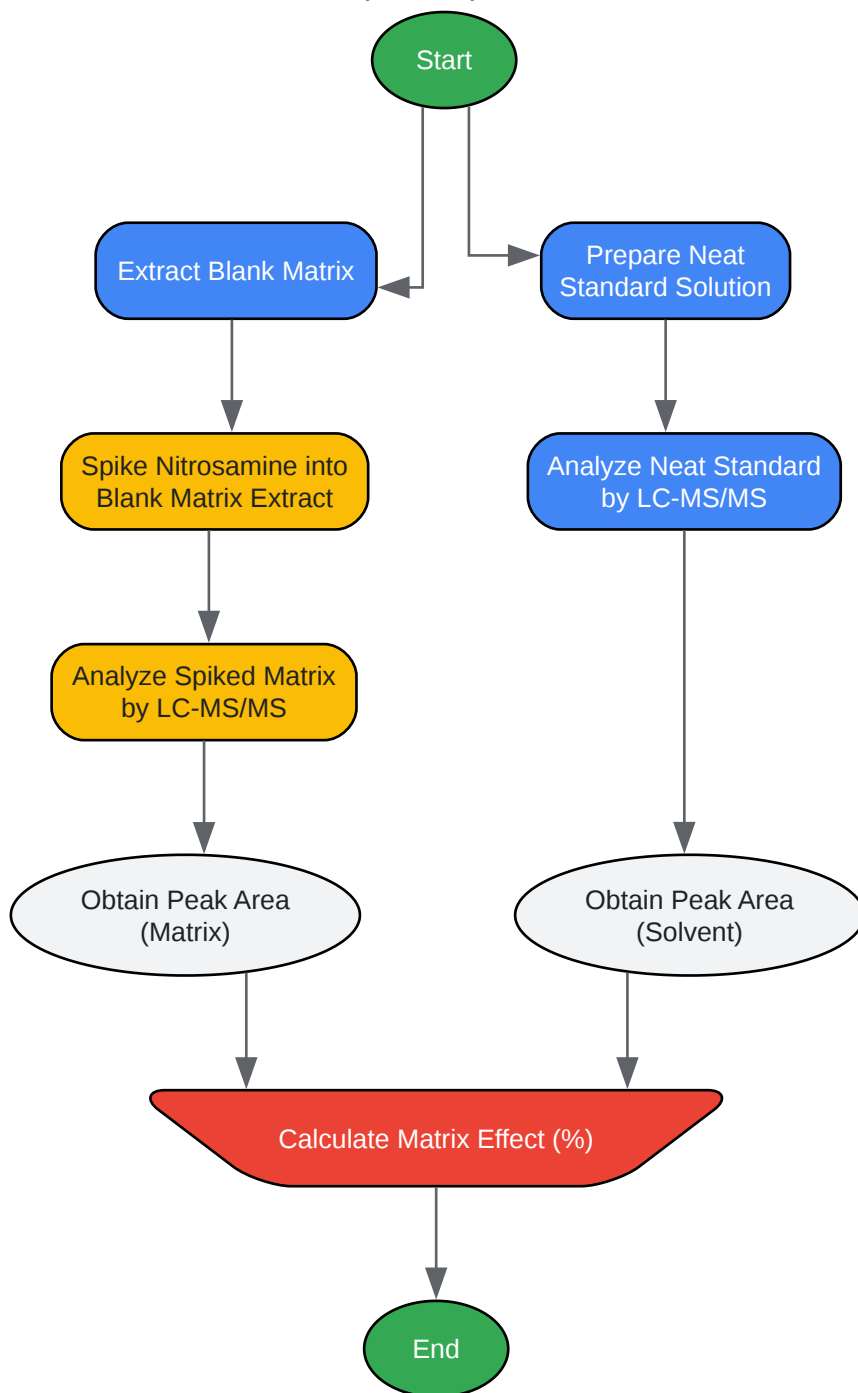 Start
Extract Blank Matrix
Prepare Neat
Standard Solution
Spike Nitrosamine into
Blank Matrix Extract
Analyze Neat Standard
by LC-MS/MS
Analyze Spiked Matrix
by LC-MS/MS
Obtain Peak Area
(Matrix)
Obtain Peak Area
(Solvent)
Calculate Matrix Effect (%)
End